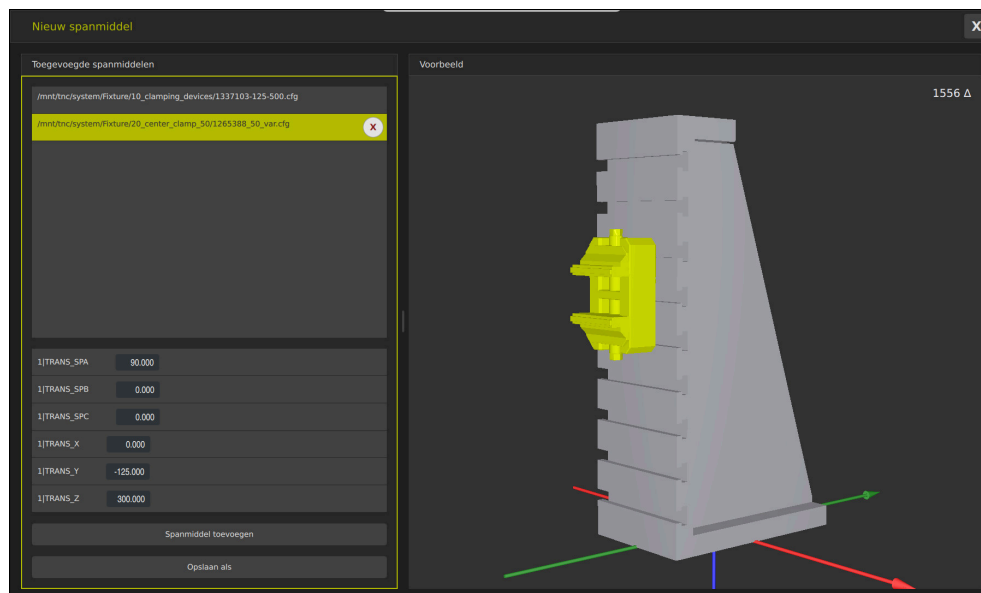 Nieuw spanmiddel
X
Toegevoegde spanmiddelen
Voorbeeld
/mnt/tnc/system/Fixture/10_clamping_devices/1337103-125-500.cfg
1556 Δ
/mnt/tnc/system/Fixture/20_center_clamp_50/1265388_50_var.cfg
X
1|TRANS_SPA 90.000
1|TRANS_SPB 0.000
1|TRANS_SPC 0.000
1|TRANS_X 0.000
1|TRANS_Y -125.000
1|TRANS_Z 300.000
Spanmiddel toevoegen
Opslaan als